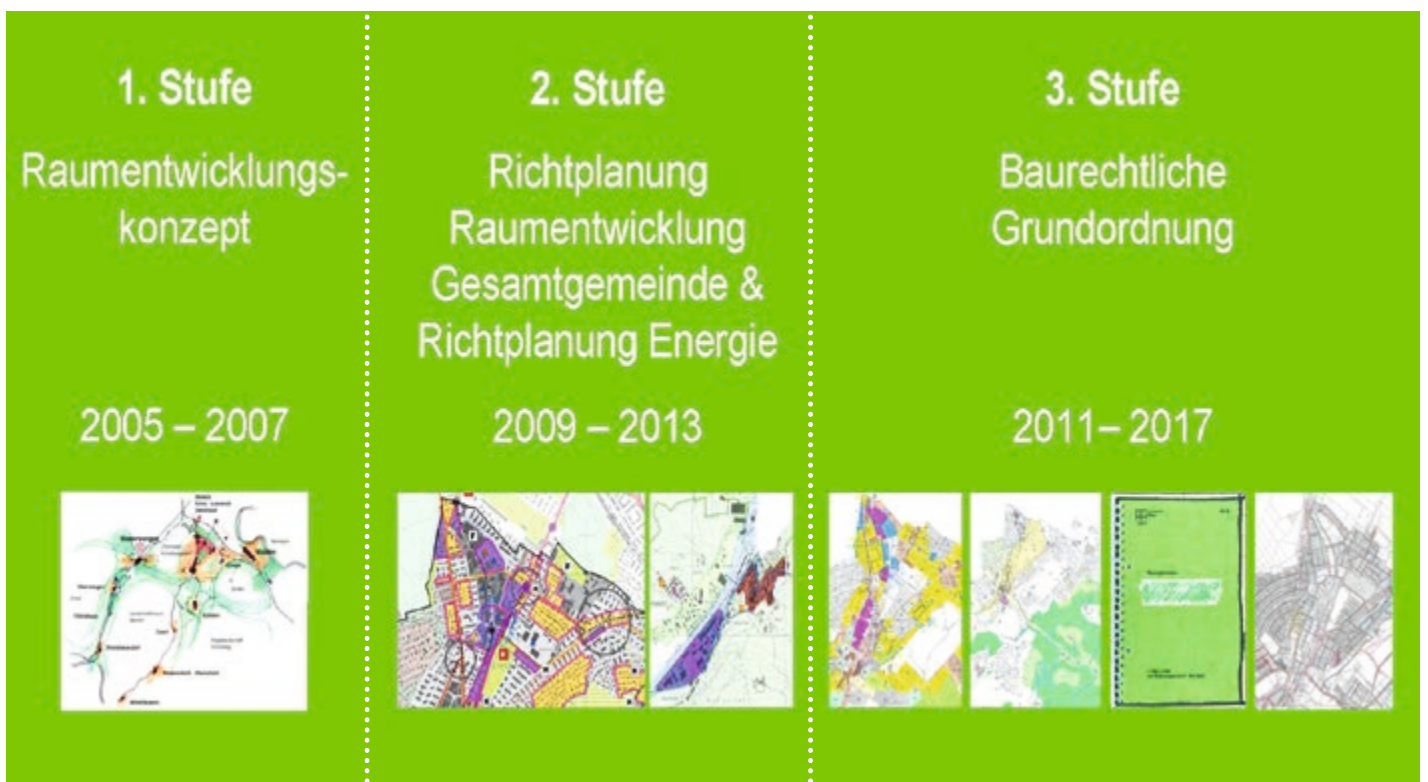 1. Stufe
Raumentwicklungs-
konzept
2005 – 2007
2. Stufe
Richtplanung
Raumentwicklung
Gesamtgemeinde &
Richtplanung Energie
2009 – 2013
3. Stufe
Baurechtliche
Grundordnung
2011– 2017